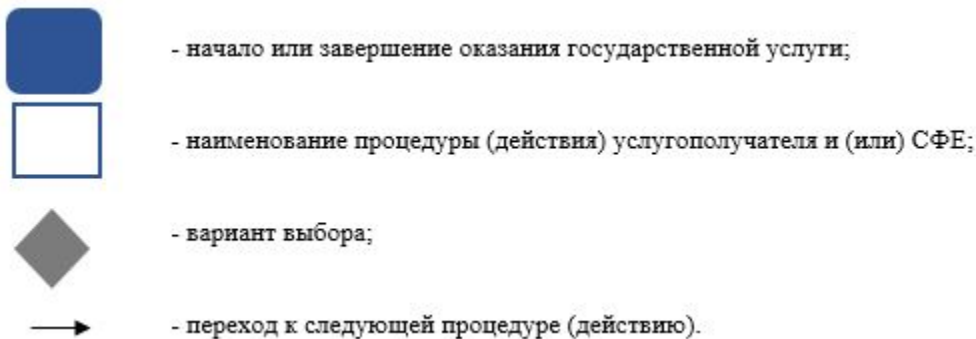 - начало или завершение оказания государственной услуги;
- наименование процедуры (действия) услугополучателя и (или) СФЕ;
- вариант выбора;
- переход к следующей процедуре (действию).